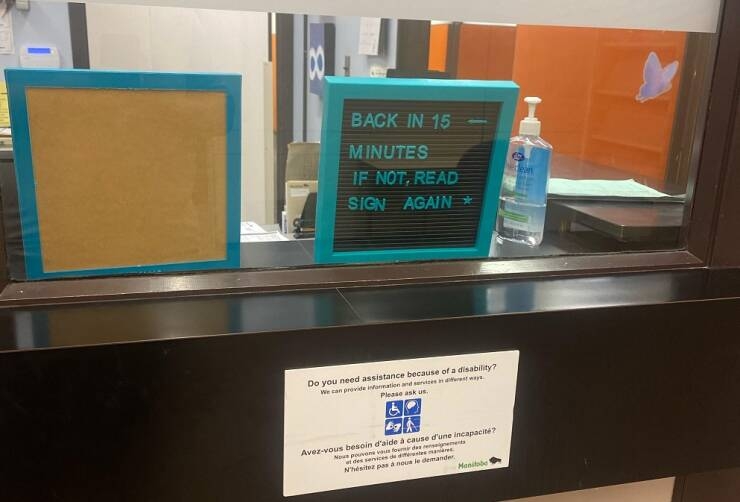 BACK IN 15 —
MINUTES
IF NOT, READ
SIGN AGAIN *
Do you need assistance because of a disability?
We can provide information and services in different ways.
Please ask us.
Avez-vous besoin d'aide à cause d'une incapacité?
Nous pouvons vous fournir des renseignements
et des services de différentes manières.
N'hésitez pas à nous le demander.
Manitoba